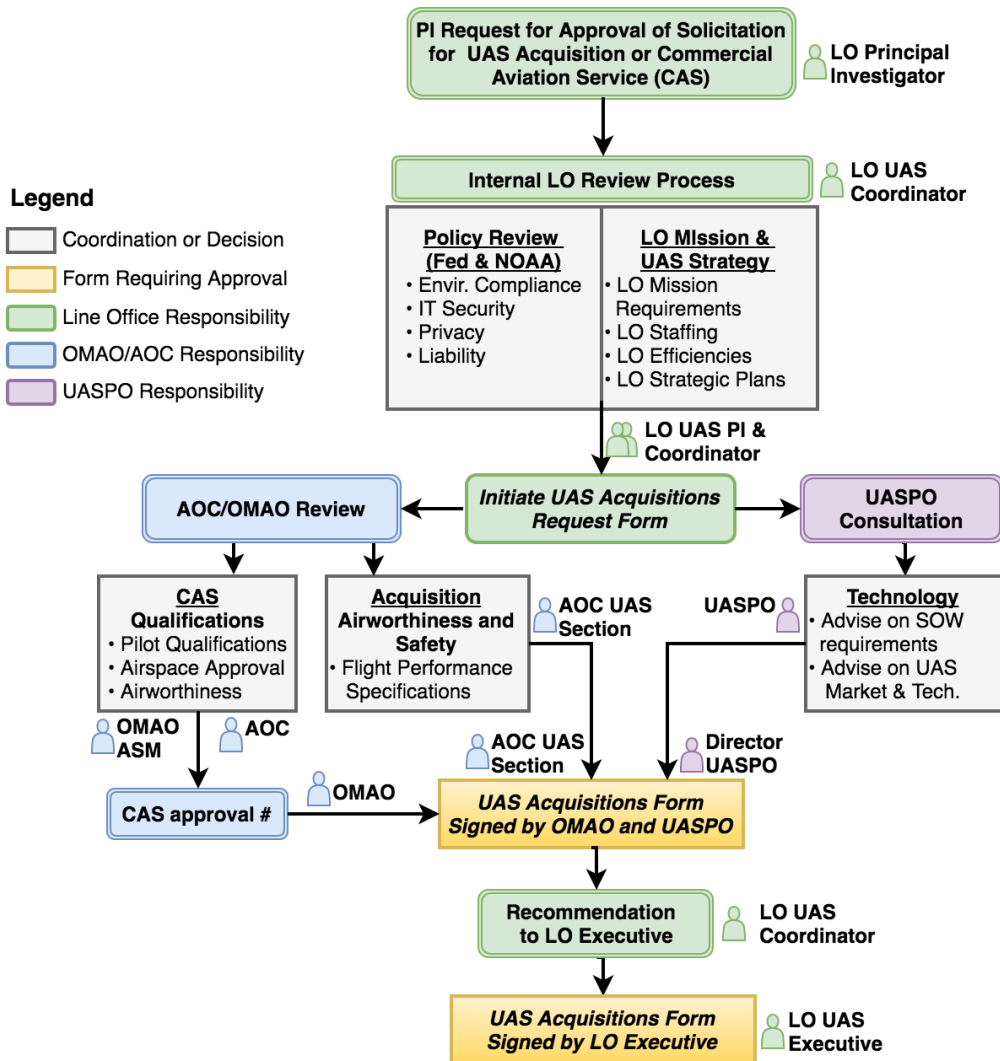 PI Request for Approval of Solicitation
for UAS Acquisition or Commercial
Aviation Service (CAS)
LO Principal
Investigator
Internal LO Review Process
LO UAS
Coordinator
Legend
Coordination or Decision
Form Requiring Approval
Line Office Responsibility
OMAO/AOC Responsibility
UASPO Responsibility
Policy Review
(Fed & NOAA)
• Envir. Compliance
• IT Security
• Privacy
• Liability
LO MIssion &
UAS Strategy
• LO Mission
Requirements
• LO Staffing
• LO Efficiencies
• LO Strategic Plans
LO UAS PI &
Coordinator
AOC/OMAO Review
Initiate UAS Acquisitions
Request Form
UASPO
Consultation
CAS
Qualifications
• Pilot Qualifications
• Airspace Approval
• Airworthiness
Acquisition
Airworthiness and
Safety
• Flight Performance
Specifications
AOC UAS
Section
UASPO
Technology
• Advise on SOW
requirements
• Advise on UAS
Market & Tech.
OMAO
ASM
AOC
AOC UAS
Section
Director
UASPO
CAS approval #
OMAO
UAS Acquisitions Form
Signed by OMAO and UASPO
Recommendation
to LO Executive
LO UAS
Coordinator
UAS Acquisitions Form
Signed by LO Executive
LO UAS
Executive